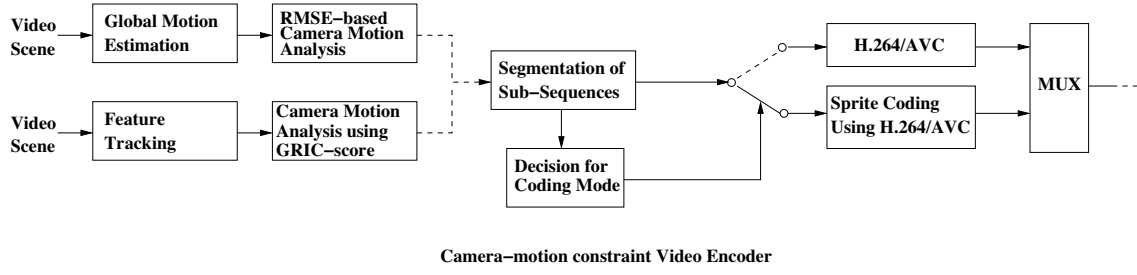 Video
Scene
Global Motion
Estimation
RMSE-based
Camera Motion
Analysis
Video
Scene
Feature
Tracking
Camera Motion
Analysis using
GRIC-score
Segmentation of
Sub-Sequences
Decision for
Coding Mode
H.264/AVC
Sprite Coding
Using H.264/AVC
MUX
Camera-motion constraint Video Encoder